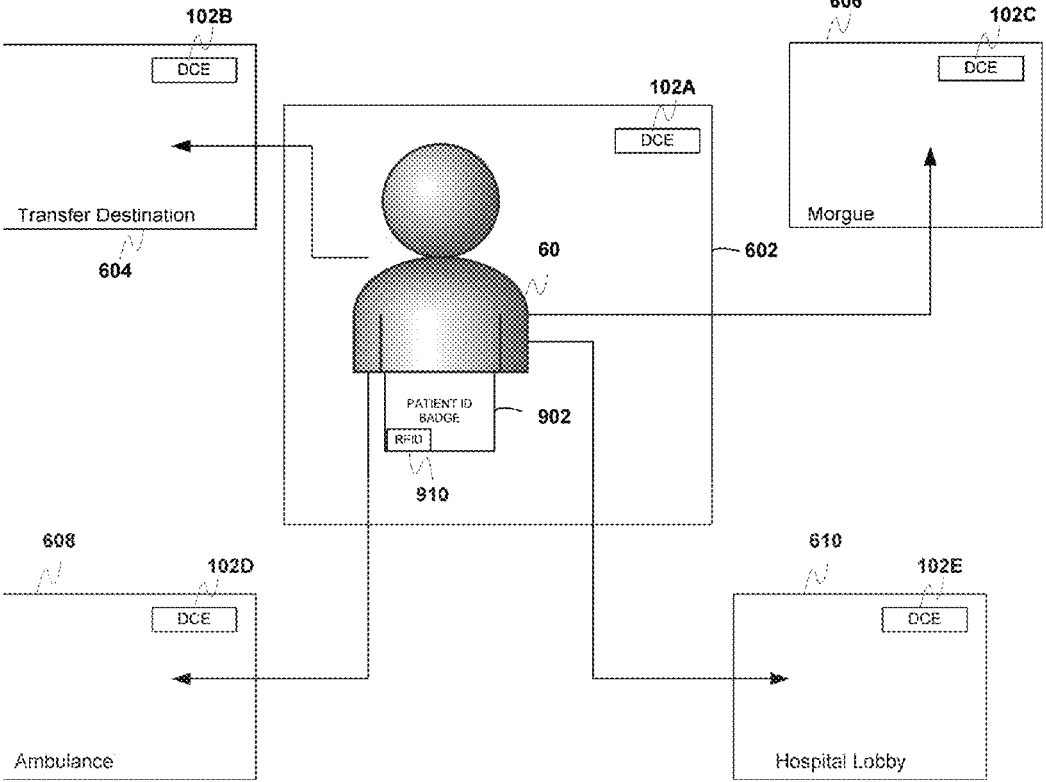 102B
606
102C
DCE
DCE
102A
DCE
Transfer Destination
Morgue
604
60
602
PATIENT ID
BADGE
902
RFID
910
608
102D
610
102E
DCE
DCE
Ambulance
Hospital Lobby